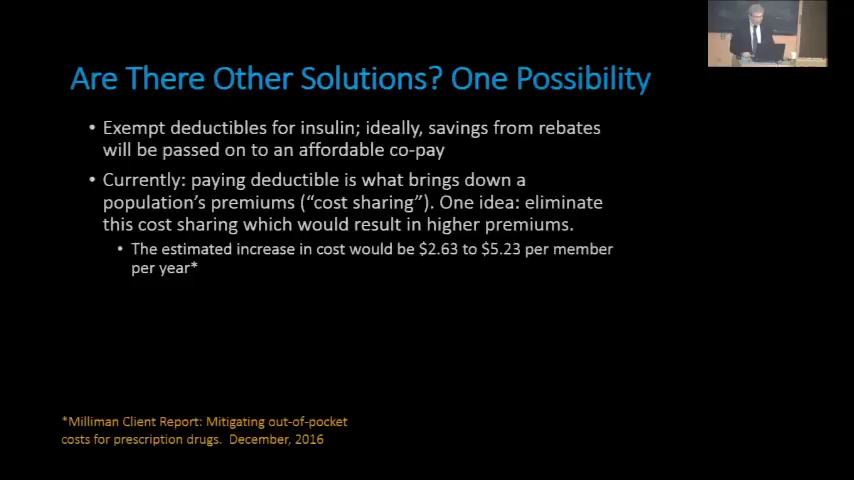 Are There Other Solutions? One Possibility
• Exempt deductibles for insulin; ideally, savings from rebates
will be passed on to an affordable co-pay
• Currently: paying deductible is what brings down a
population's premiums (“cost sharing”). One idea: eliminate
this cost sharing which would result in higher premiums.
• The estimated increase in cost would be $2.63 to $5.23 per member
per year*
*Milliman Client Report: Mitigating out-of-pocket
costs for prescription drugs. December, 2016